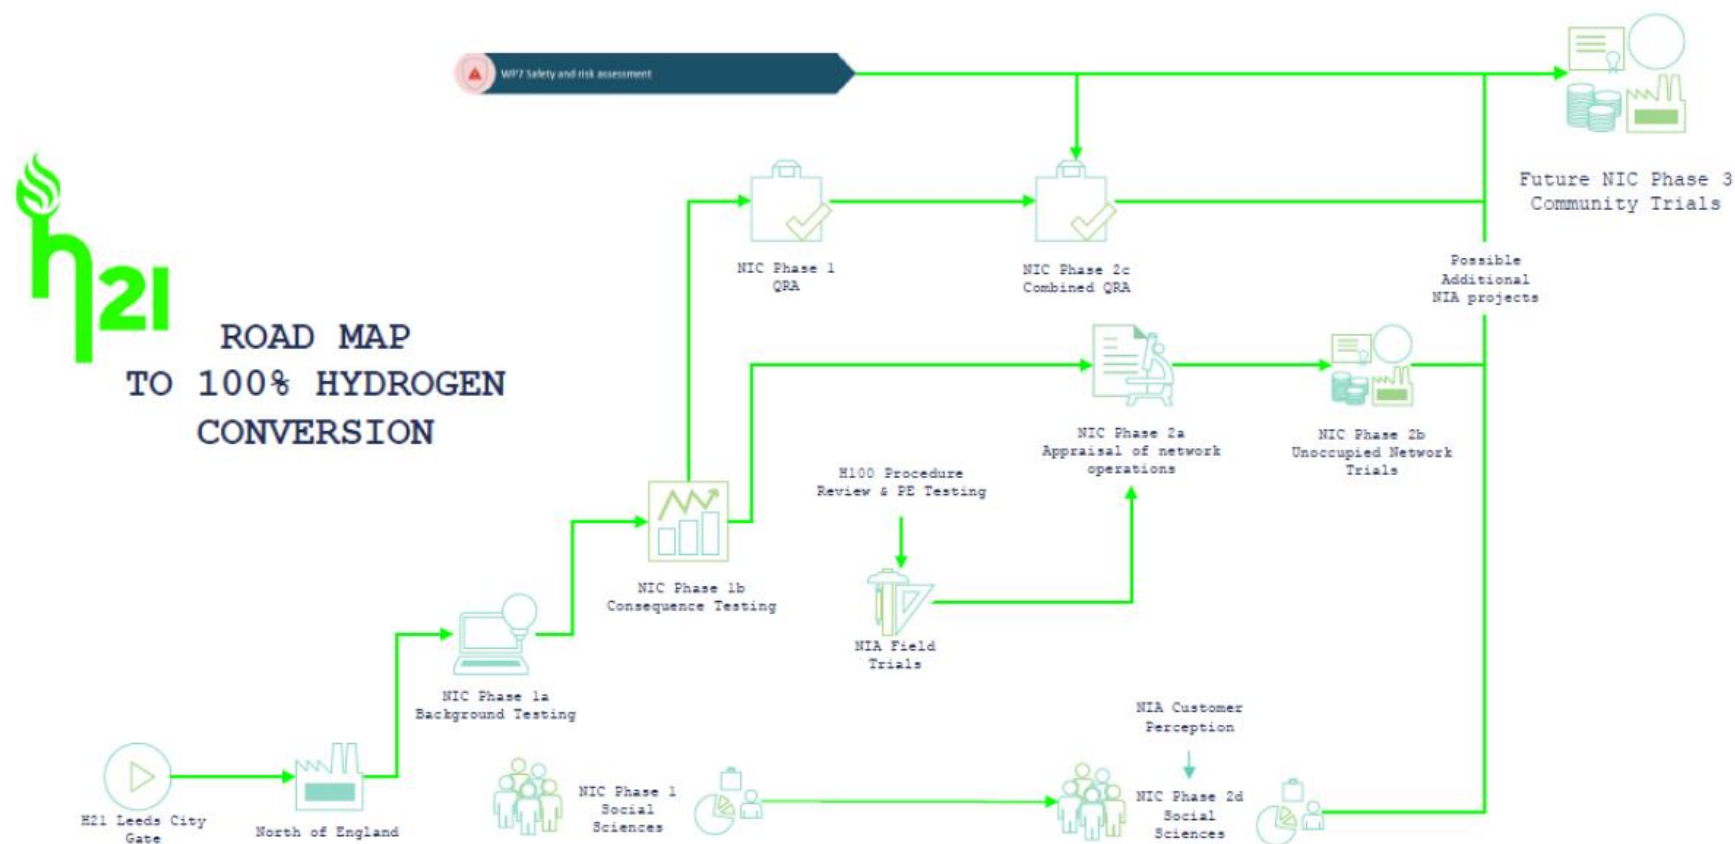 WP7 Safety and risk assessment
Future NIC Phase 3
Community Trials
h21
ROAD MAP
TO 100% HYDROGEN
CONVERSION
NIC Phase 1
QRA
NIC Phase 2c
Combined QRA
Possible
Additional
NIA projects
NIC Phase 2a
Appraisal of network
operations
NIC Phase 2b
Unoccupied Network
Trials
H100 Procedure
Review & PE Testing
NIC Phase 1b
Consequence Testing
NIA Field
Trials
NIC Phase 1a
Background Testing
NIA Customer
Perception
H21 Leeds City
Gate
North of England
NIC Phase 1
Social
Sciences
NIC Phase 2d
Social
Sciences